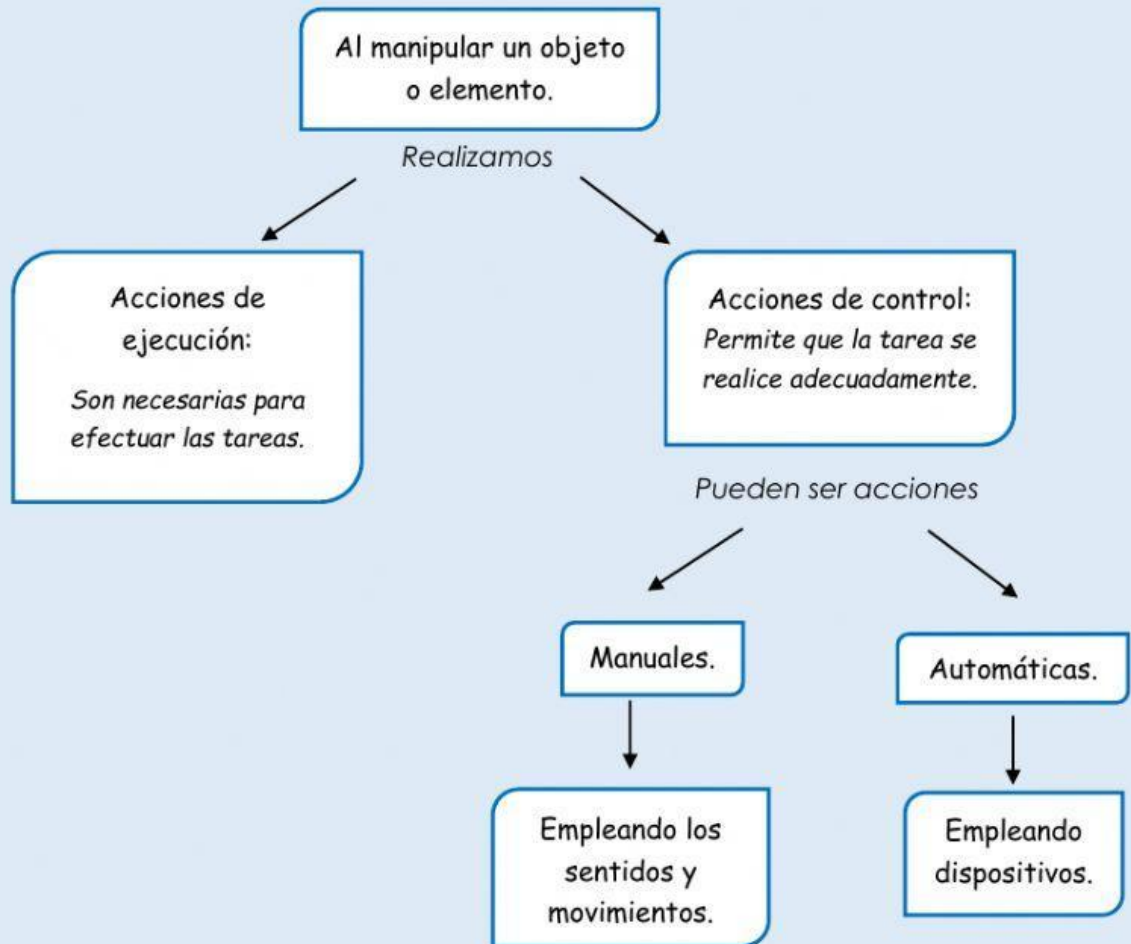 Al manipular un objeto
o elemento.
Realizamos
Acciones de
ejecución:
Son necesarias para
efectuar las tareas.
Acciones de control:
Permite que la tarea se
realice adecuadamente.
Pueden ser acciones
Manuales.
Automáticas.
Empleando los
sentidos y
movimientos.
Empleando
dispositivos.